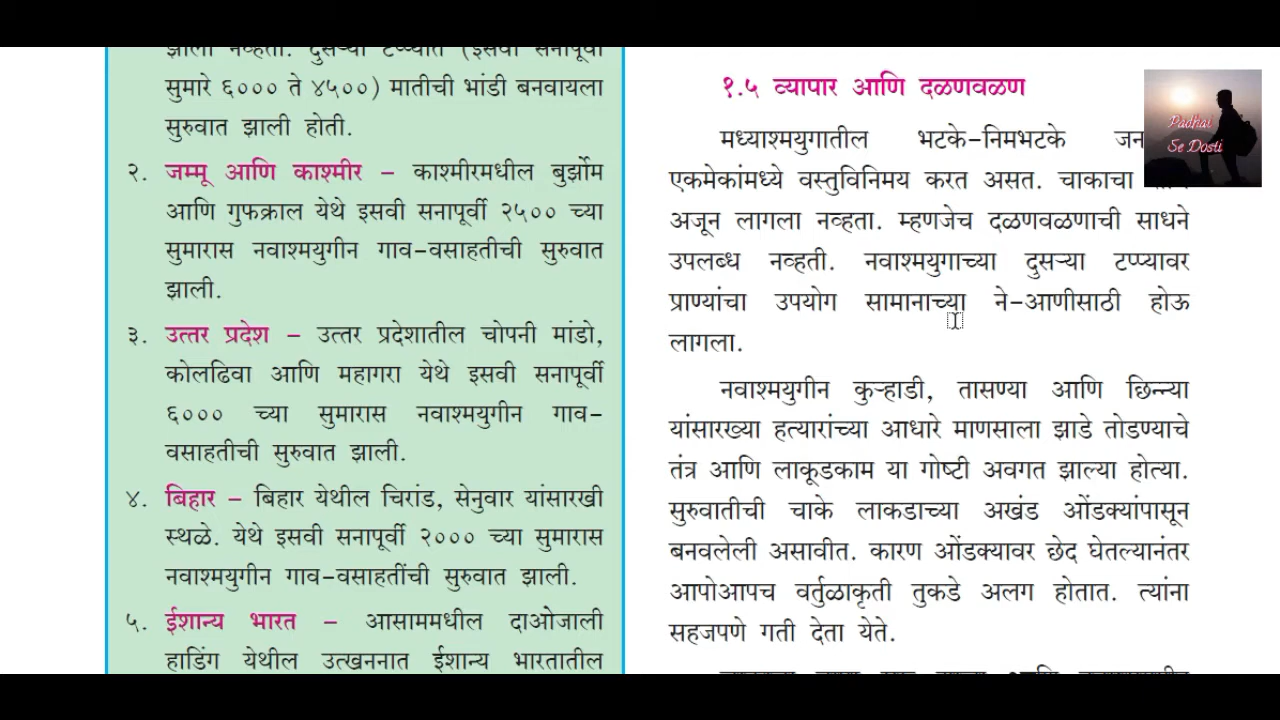 झाला नव्हता. दुसऱ्या टप्प्यात (इसवी सनापूर्वी
सुमारे ६००० ते ४५००) मातीची भांडी बनवायला
सुरुवात झाली होती.
२. जम्मू आणि काश्मीर – काश्मीरमधील बुर्झोम
आणि गुफक्राल येथे इसवी सनापूर्वी २५०० च्या
सुमारास नवाश्मयुगीन गाव-वसाहतीची सुरुवात
झाली.
३. उत्तर प्रदेश – उत्तर प्रदेशातील चोपनी मांडो,
कोलढिवा आणि महागरा येथे इसवी सनापूर्वी
६००० च्या सुमारास नवाश्मयुगीन गाव-
वसाहतीची सुरुवात झाली.
४. बिहार – बिहार येथील चिरांड, सेनुवार यांसारखी
स्थळे. येथे इसवी सनापूर्वी २००० च्या सुमारास
नवाश्मयुगीन गाव-वसाहतींची सुरुवात झाली.
५. ईशान्य भारत – आसाममधील दाओजाली
हाडिंग येथील उत्खननात ईशान्य भारतातील
१.५ व्यापार आणि दळणवळण
मध्याश्मयुगातील भटके-निमभटके
एकमेकांमध्ये वस्तुविनिमय करत असत. चाकाचा
अजून लागला नव्हता. म्हणजेच दळणवळणाची साधने
उपलब्ध नव्हती. नवाश्मयुगाच्या दुसऱ्या टप्प्यावर
प्राण्यांचा उपयोग सामानाच्या ने-आणीसाठी होऊ
लागला.
नवाश्मयुगीन कुऱ्हाडी, तासण्या आणि छिन्न्या
यांसारख्या हत्यारांच्या आधारे माणसाला झाडे तोडण्याचे
तंत्र आणि लाकूडकाम या गोष्टी अवगत झाल्या होत्या.
सुरुवातीची चाके लाकडाच्या अखंड ओंडक्यांपासून
बनवलेली असावीत. कारण ओंडक्यावर छेद घेतल्यानंतर
आपोआपच वर्तुळाकृती तुकडे अलग होतात. त्यांना
सहजपणे गती देता येते.
Padhai
Se Dosti